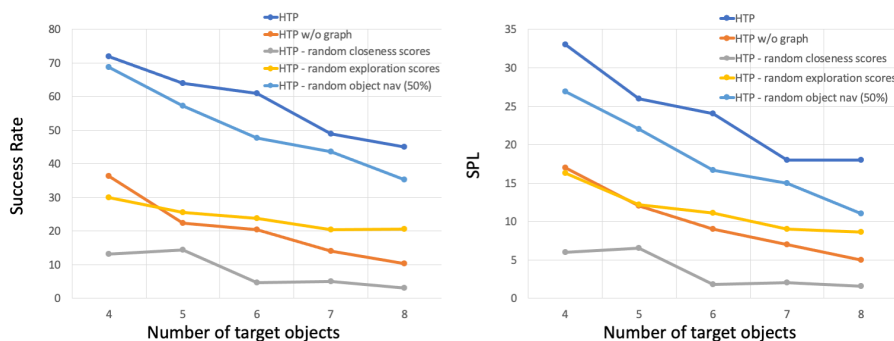 80
70
60
50
40
30
20
10
0
Success Rate
HTP
HTP w/o graph
HTP - random closeness scores
HTP - random exploration scores
HTP - random object nav (50%)
4 5 6 7 8
Number of target objects
35
30
25
20
15
10
5
0
SPL
HTP
HTP w/o graph
HTP - random closeness scores
HTP - random exploration scores
HTP - random object nav (50%)
4 5 6 7 8
Number of target objects